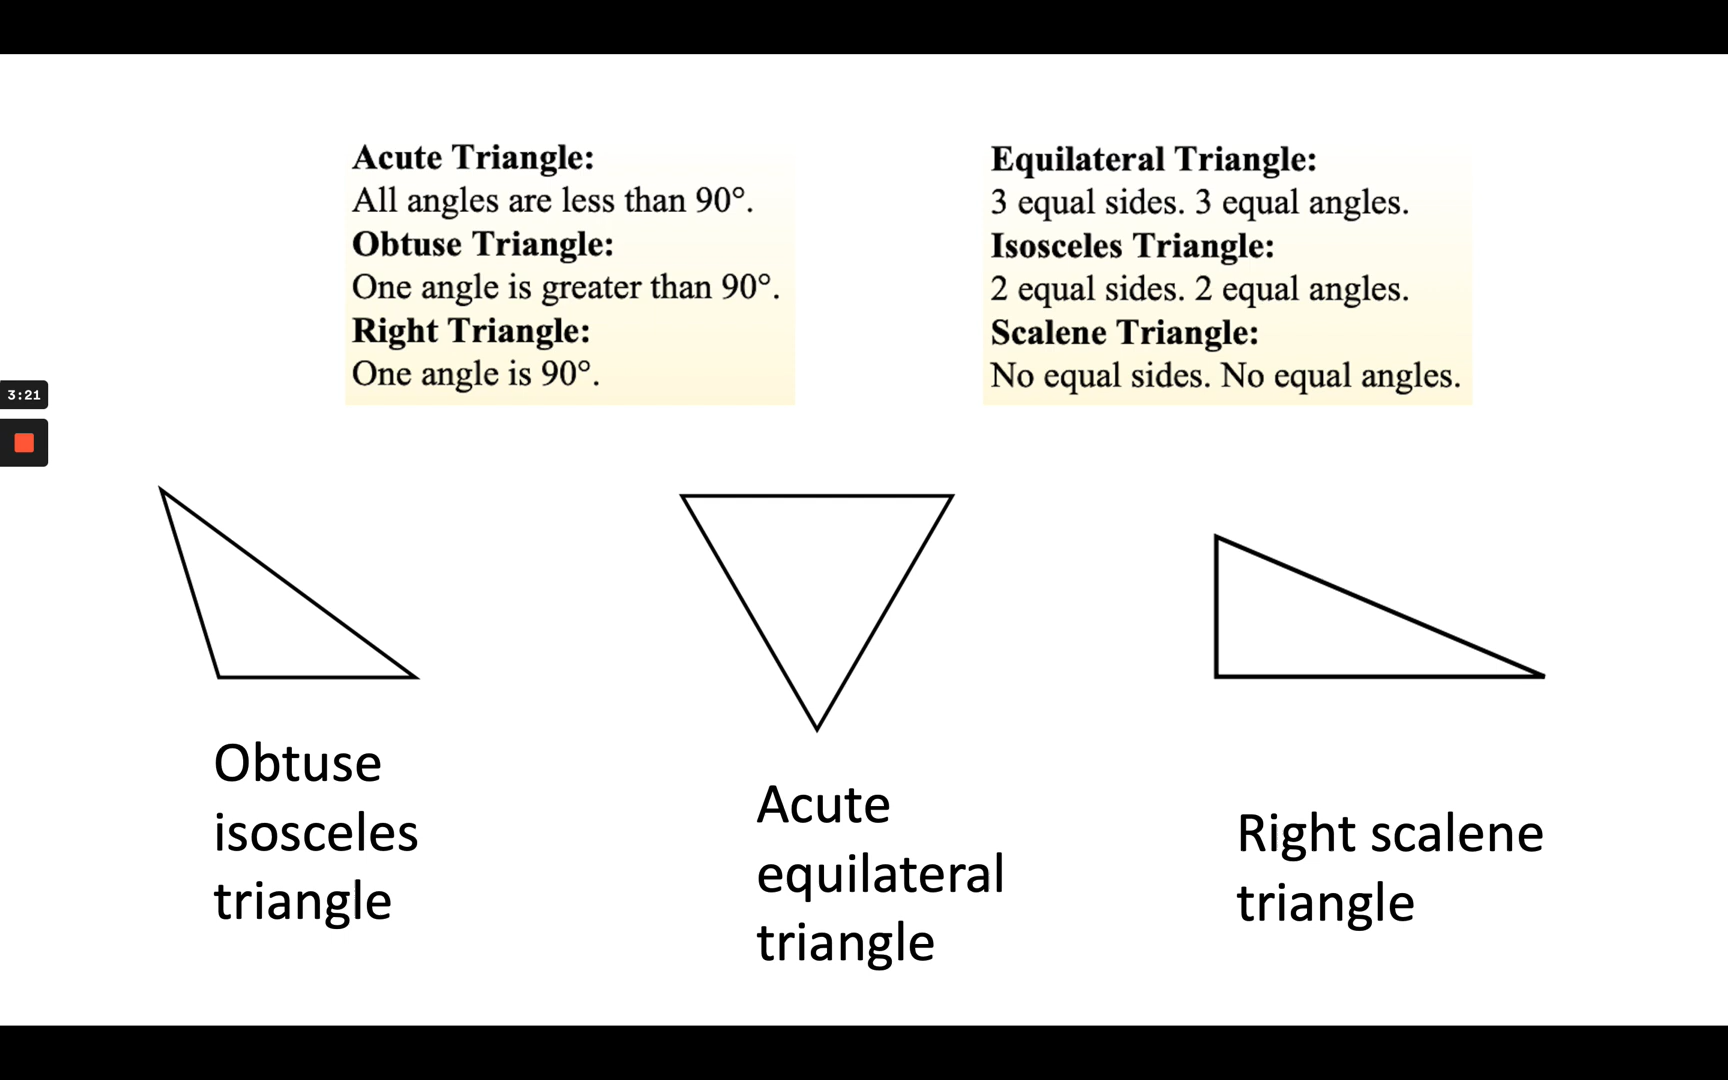 Acute Triangle:
All angles are less than 90°.
Obtuse Triangle:
One angle is greater than 90°.
Right Triangle:
One angle is 90°.
Equilateral Triangle:
3 equal sides. 3 equal angles.
Isosceles Triangle:
2 equal sides. 2 equal angles.
Scalene Triangle:
No equal sides. No equal angles.
3:21
Obtuse
isosceles
triangle
Acute
equilateral
triangle
Right scalene
triangle